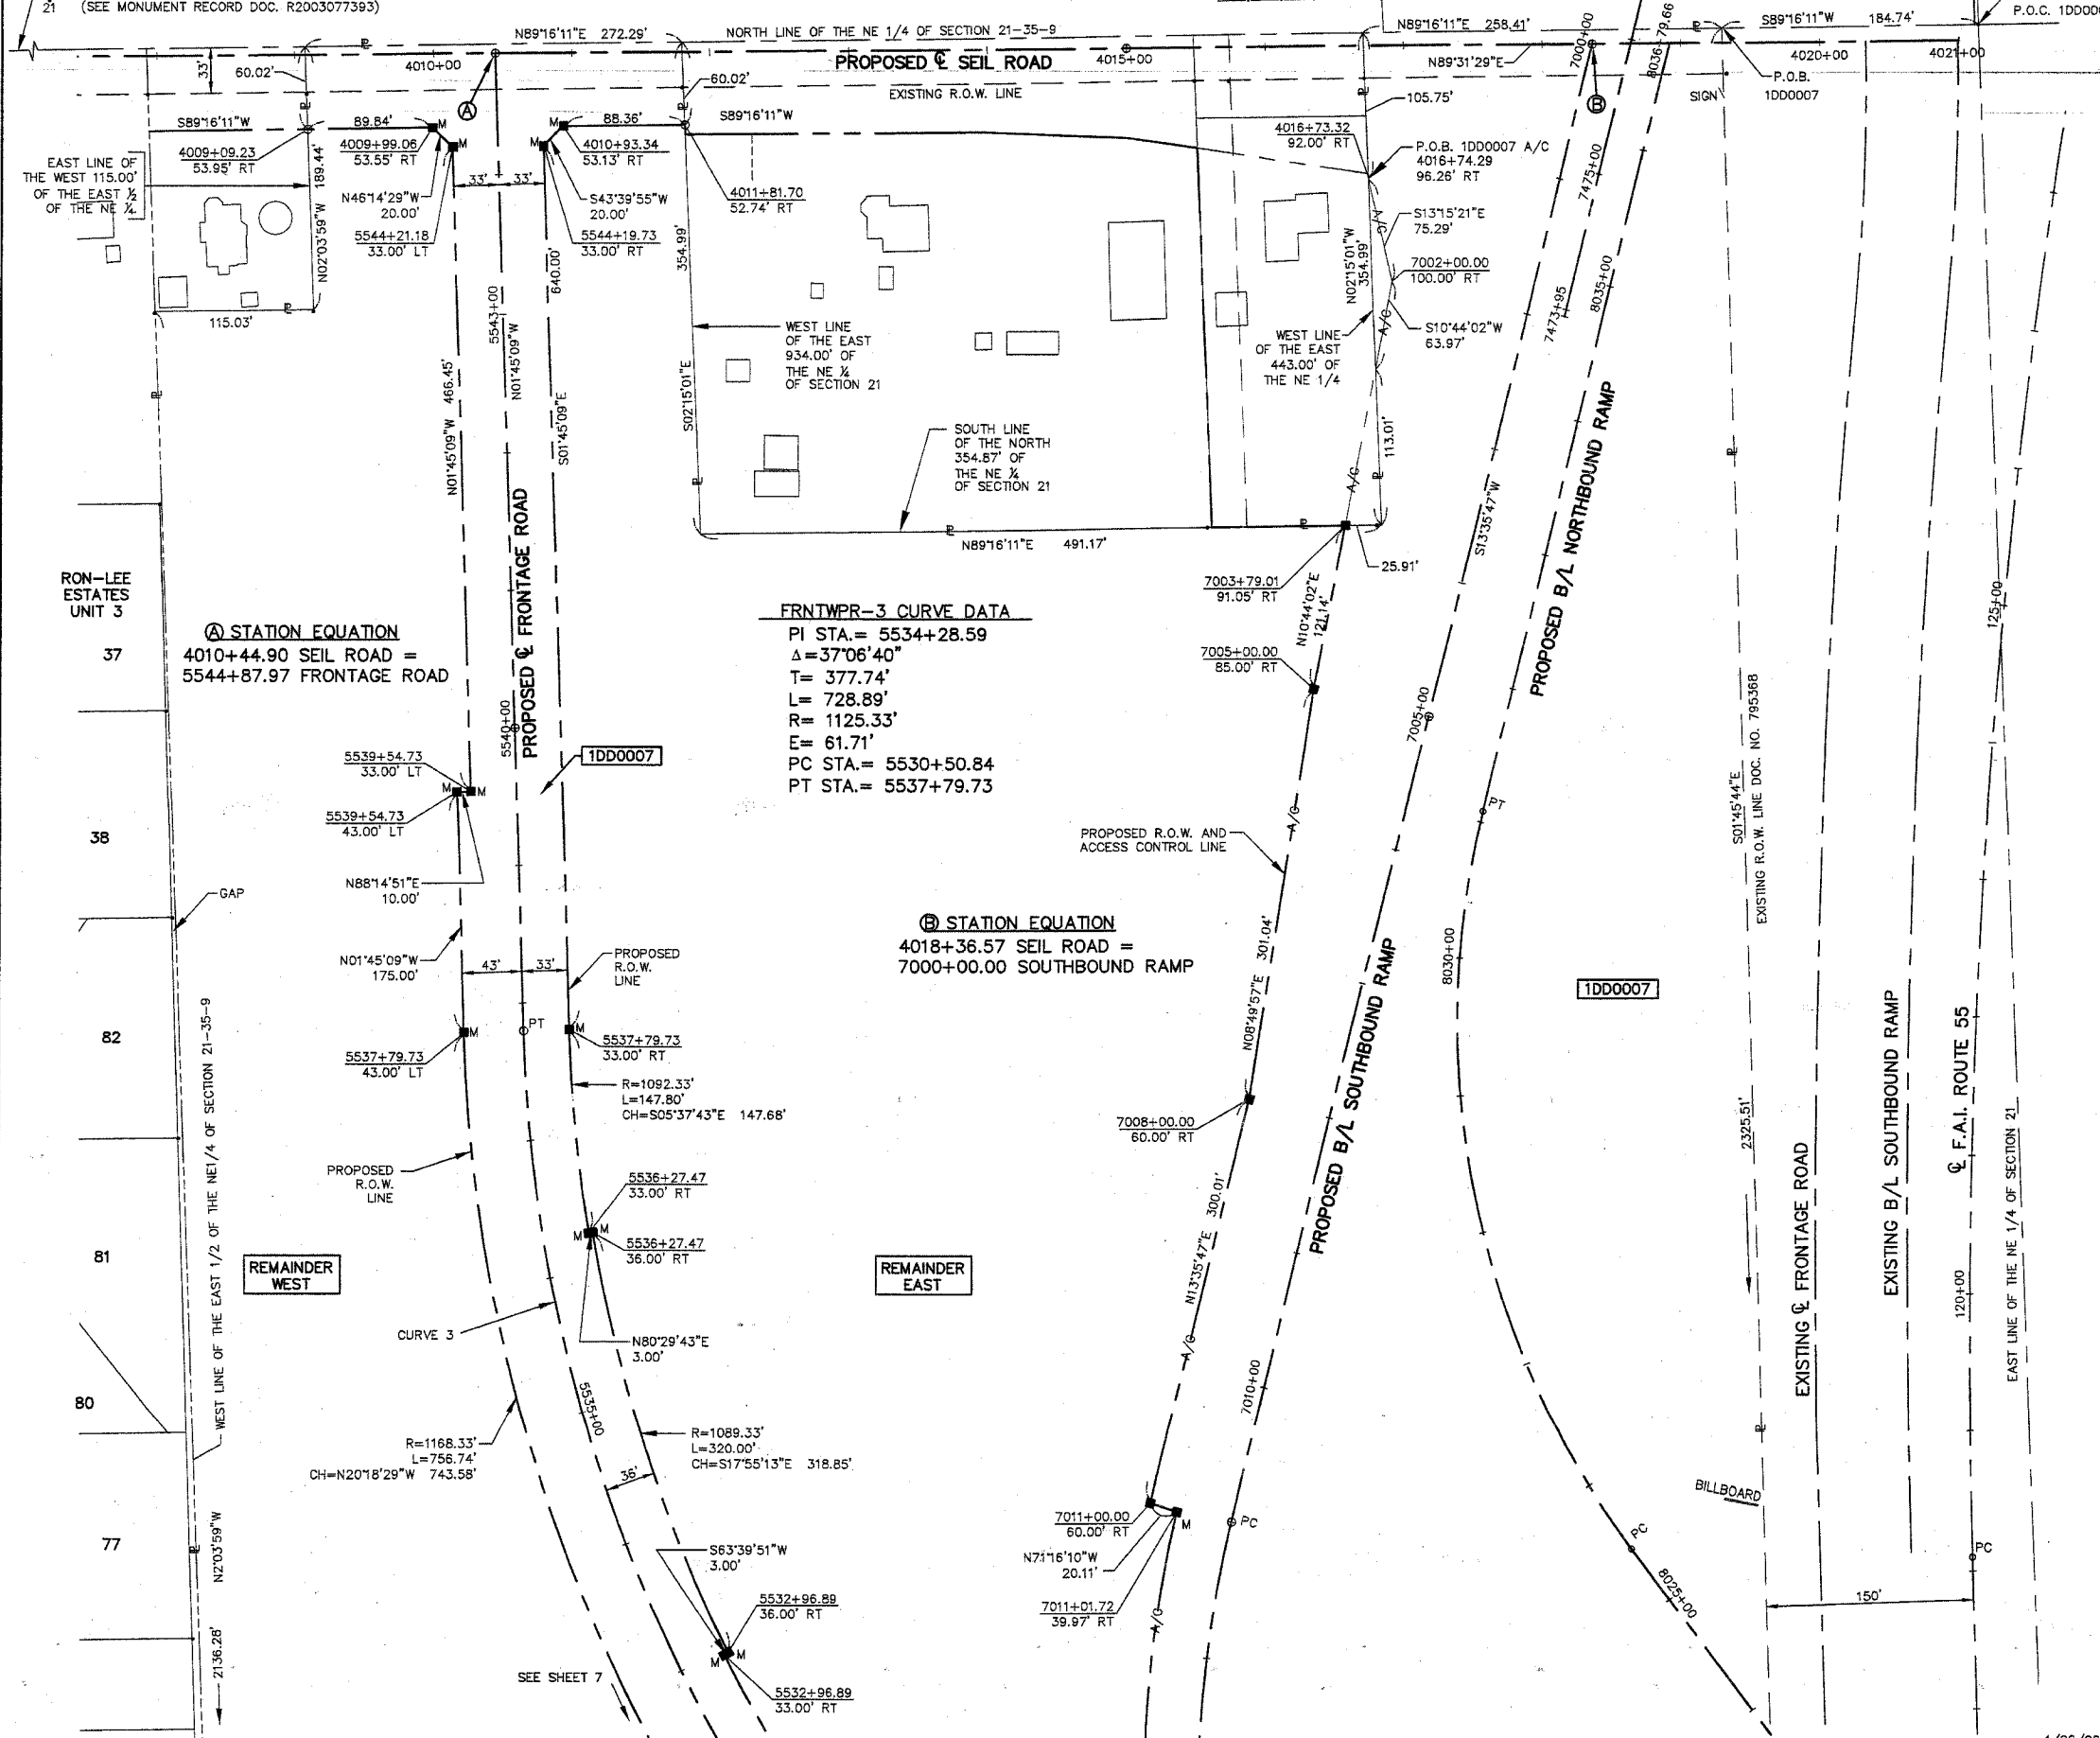 21 (SEE MONUMENT RECORD DOC. R2003077393)
N89°16'11"E 272.29'
NORTH LINE OF THE NE 1/4 OF SECTION 21-35-9
N89°16'11"E 258.41'
S89°16'11"W 184.74'
33'
60.02'
4010+00
PROPOSED ℄ SEIL ROAD
4015+00
N89°31'29"E
7000+00
8036+79.66
4020+00
4021+00
60.02'
EXISTING R.O.W. LINE
A
B
P.O.B.
1DD0007
SIGN
105.75'
S89°16'11"W
89.84'
M
M
M
M
88.36'
S89°16'11"W
4009+09.23
53.95' RT
4009+99.06
53.55' RT
4010+93.34
53.13' RT
4016+73.32
92.00' RT
P.O.B. 1DD0007 A/C
4016+74.29
96.26' RT
EAST LINE OF
THE WEST 115.00'
OF THE EAST ½
OF THE NE ¼
N02°03'59"W 189.44'
N46°14'29"W
20.00'
33'
33'
S43°39'55"W
20.00'
4011+81.70
52.74' RT
5544+21.18
33.00' LT
5544+19.73
33.00' RT
S13°15'21"E
75.29'
7002+00.00
100.00' RT
S10°44'02"W
63.97'
A/C
A/C
A/C
7475+00
7473+95
8035+00
115.03'
5543+00
N01°45'09"W
640.00'
S01°45'09"E
N01°45'09"W 466.45'
354.99'
S02°15'01"E
WEST LINE
OF THE EAST
934.00' OF
THE NE ¼
OF SECTION 21
N02°15'01"W
354.99'
WEST LINE
OF THE EAST
443.00' OF
THE NE 1/4
113.01'
SOUTH LINE
OF THE NORTH
354.87' OF
THE NE ¼
OF SECTION 21
N89°16'11"E 491.17'
25.91'
S13°35'47"W
PROPOSED B/L NORTHBOUND RAMP
PROPOSED ℄ FRONTAGE ROAD
RON-LEE
ESTATES
UNIT 3
37
A STATION EQUATION
4010+44.90 SEIL ROAD =
5544+87.97 FRONTAGE ROAD
FRNTWPR-3 CURVE DATA
PI STA.= 5534+28.59
Δ=37°06'40"
T= 377.74'
L= 728.89'
R= 1125.33'
E= 61.71'
PC STA.= 5530+50.84
PT STA.= 5537+79.73
7003+79.01
91.05' RT
N10°44'02"E
121.14'
7005+00.00
85.00' RT
7005+00
125+00
S01°45'44"E
EXISTING R.O.W. LINE DOC. NO. 795368
5540+00
1DD0007
5539+54.73
33.00' LT
M
M
5539+54.73
43.00' LT
38
N88°14'51"E
10.00'
GAP
PT
PROPOSED R.O.W. AND
ACCESS CONTROL LINE
A/C
B STATION EQUATION
4018+36.57 SEIL ROAD =
7000+00.00 SOUTHBOUND RAMP
N01°45'09"W
175.00'
43'
33'
PROPOSED
R.O.W.
LINE
N08°49'57"E 301.04'
8030+00
1DD0007
82
M
PT
M
5537+79.73
43.00' LT
5537+79.73
33.00' RT
R=1092.33'
L=147.80'
CH=S05°37'43"E 147.68'
7008+00.00
60.00' RT
PROPOSED B/L SOUTHBOUND RAMP
2325.51'
EXISTING ℄ FRONTAGE ROAD
EXISTING B/L SOUTHBOUND RAMP
℄ F.A.I. ROUTE 55
120+00
EAST LINE OF THE NE 1/4 OF SECTION 21
WEST LINE OF THE EAST 1/2 OF THE NE1/4 OF SECTION 21-35-9
PROPOSED
R.O.W.
LINE
5536+27.47
33.00' RT
M
M
5536+27.47
36.00' RT
81
REMAINDER
WEST
REMAINDER
EAST
N13°35'47"E 300.01'
A/C
CURVE 3
N80°29'43"E
3.00'
80
5535+00
7010+00
R=1168.33'
L=756.74'
CH=N20°18'29"W 743.58'
R=1089.33'
L=320.00'
CH=S17°55'13"E 318.85'
36'
BILLBOARD
77
N2°03'59"W
2136.28'
7011+00.00
60.00' RT
M
PC
PC
PC
N71°16'10"W
20.11'
7011+01.72
39.97' RT
A/C
S63°39'51"W
3.00'
5532+96.89
36.00' RT
M
M
5532+96.89
33.00' RT
8025+00
150'
SEE SHEET 7